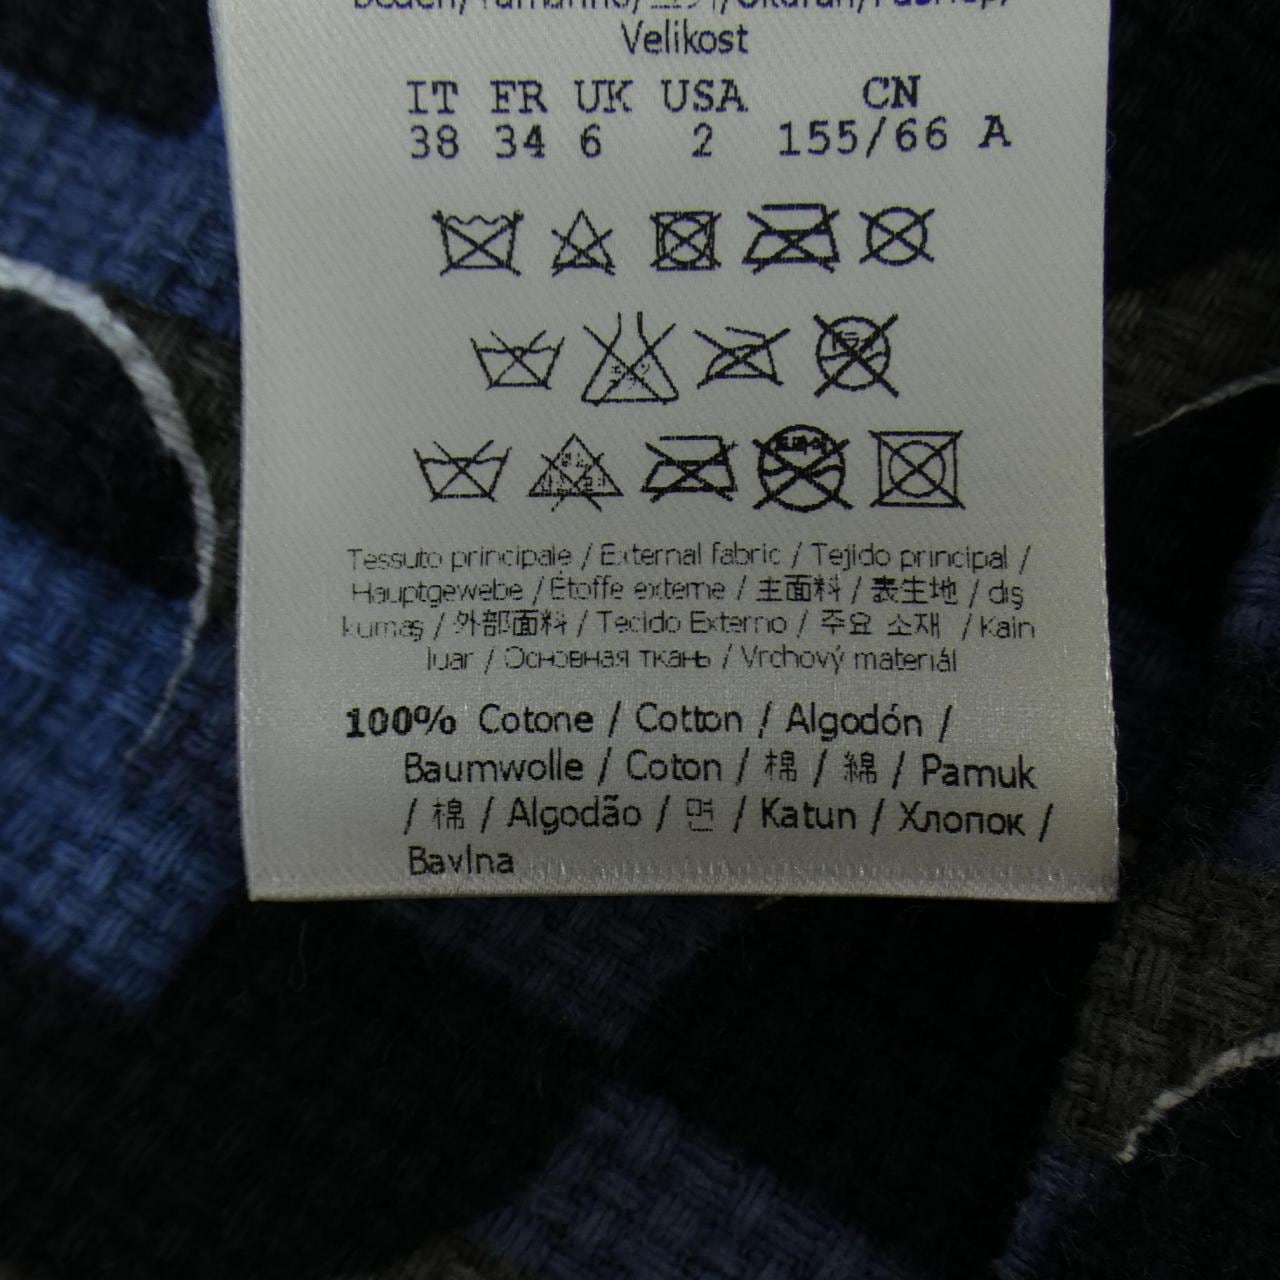 Velikost
IT FR UK USA CN
38 34 6 2 155/66 A
Tessuto principale / External fabric / Tejido principal /
Hauptgewebe / Étoffe externe / 主面料 / 表生地 / dış
kumaş / 外部面料 / Tecido Externo / 주요 소재 / Kain
luar / Основная ткань / Vrchový materiál
100% Cotone / Cotton / Algodón /
Baumwolle / Coton / 棉 / 綿 / Pamuk
/ 棉 / Algodão / 면 / Katun / Хлопок /
Bavlna